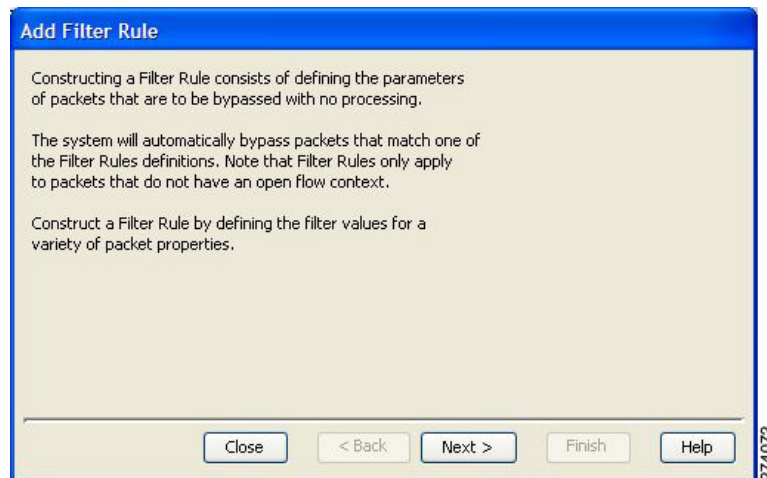 Add Filter Rule
Constructing a Filter Rule consists of defining the parameters
of packets that are to be bypassed with no processing.
The system will automatically bypass packets that match one of
the Filter Rules definitions. Note that Filter Rules only apply
to packets that do not have an open flow context.
Construct a Filter Rule by defining the filter values for a
variety of packet properties.
Close < Back Next > Finish Help